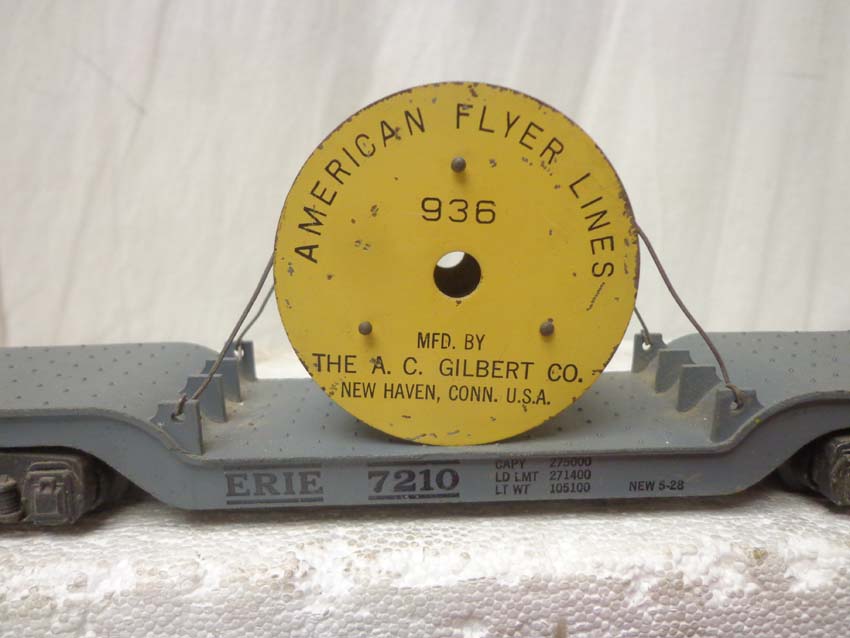 AMERICAN FLYER LINES
936
MFD. BY
THE A. C. GILBERT CO.
NEW HAVEN, CONN. U.S.A.
ERIE 7210
CAPY 275000
LD LMT 271400
LT WT 105100 NEW 5-28